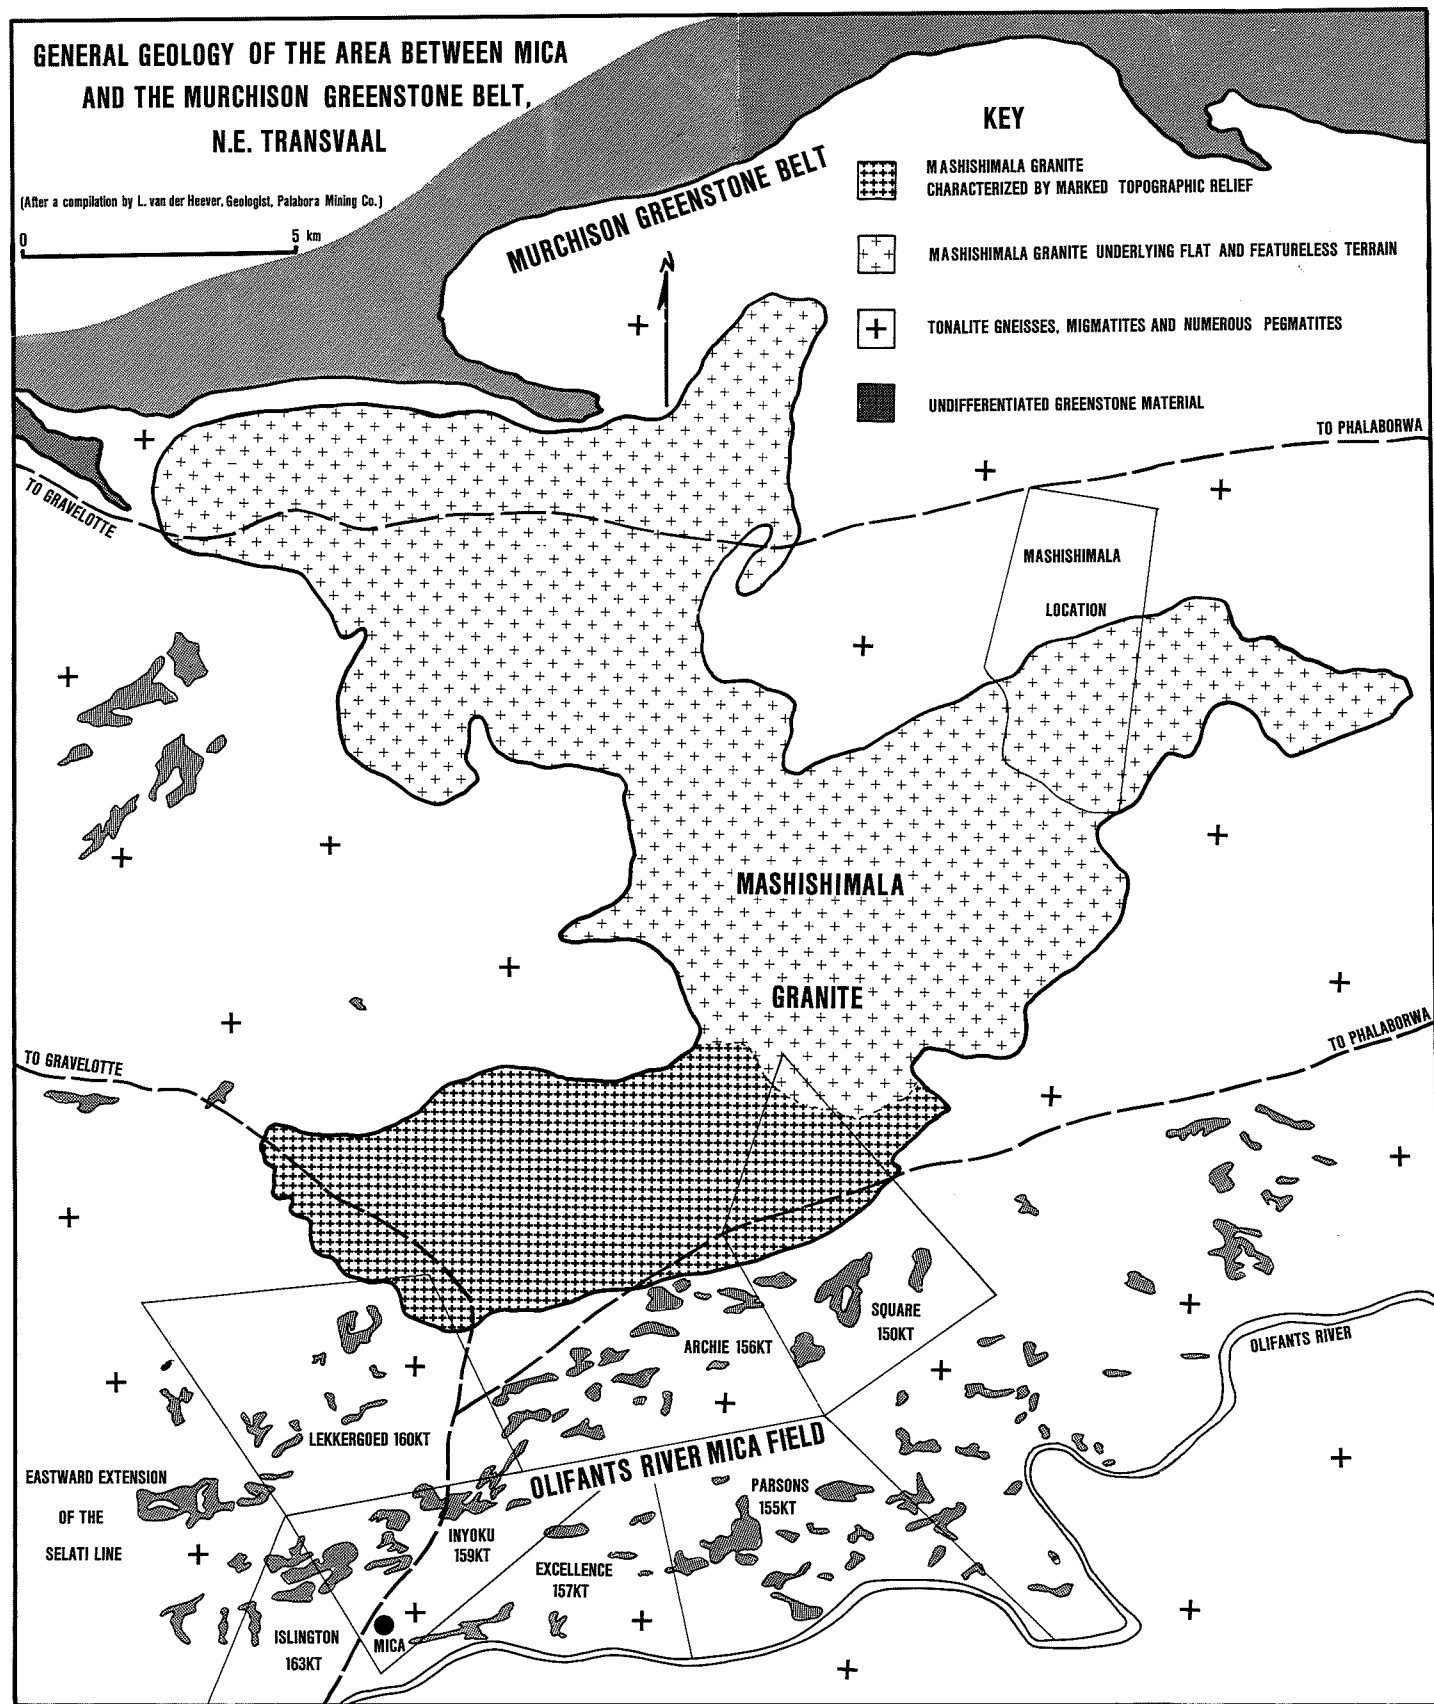 GENERAL GEOLOGY OF THE AREA BETWEEN MICA
AND THE MURCHISON GREENSTONE BELT,
N.E. TRANSVAAL
(After a compilation by L. van der Heever, Geologist, Palabora Mining Co.)
0 5 km
MURCHISON GREENSTONE BELT
N
KEY
MASHISHIMALA GRANITE
CHARACTERIZED BY MARKED TOPOGRAPHIC RELIEF
MASHISHIMALA GRANITE UNDERLYING FLAT AND FEATURELESS TERRAIN
TONALITE GNEISSES, MIGMATITES AND NUMEROUS PEGMATITES
UNDIFFERENTIATED GREENSTONE MATERIAL
TO PHALABORWA
TO GRAVELOTTE
MASHISHIMALA
LOCATION
MASHISHIMALA
GRANITE
TO PHALABORWA
TO GRAVELOTTE
OLIFANTS RIVER
SQUARE
150KT
ARCHIE 156KT
LEKKERGOED 160KT
OLIFANTS RIVER MICA FIELD
EASTWARD EXTENSION
OF THE
SELATI LINE
PARSONS
155KT
INYOKU
159KT
EXCELLENCE
157KT
ISLINGTON
163KT
MICA